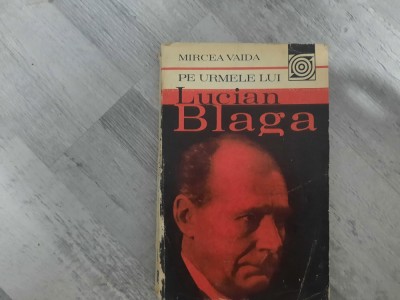 MIRCEA VAIDA
PE URMELE LUI
Lucian
Blaga